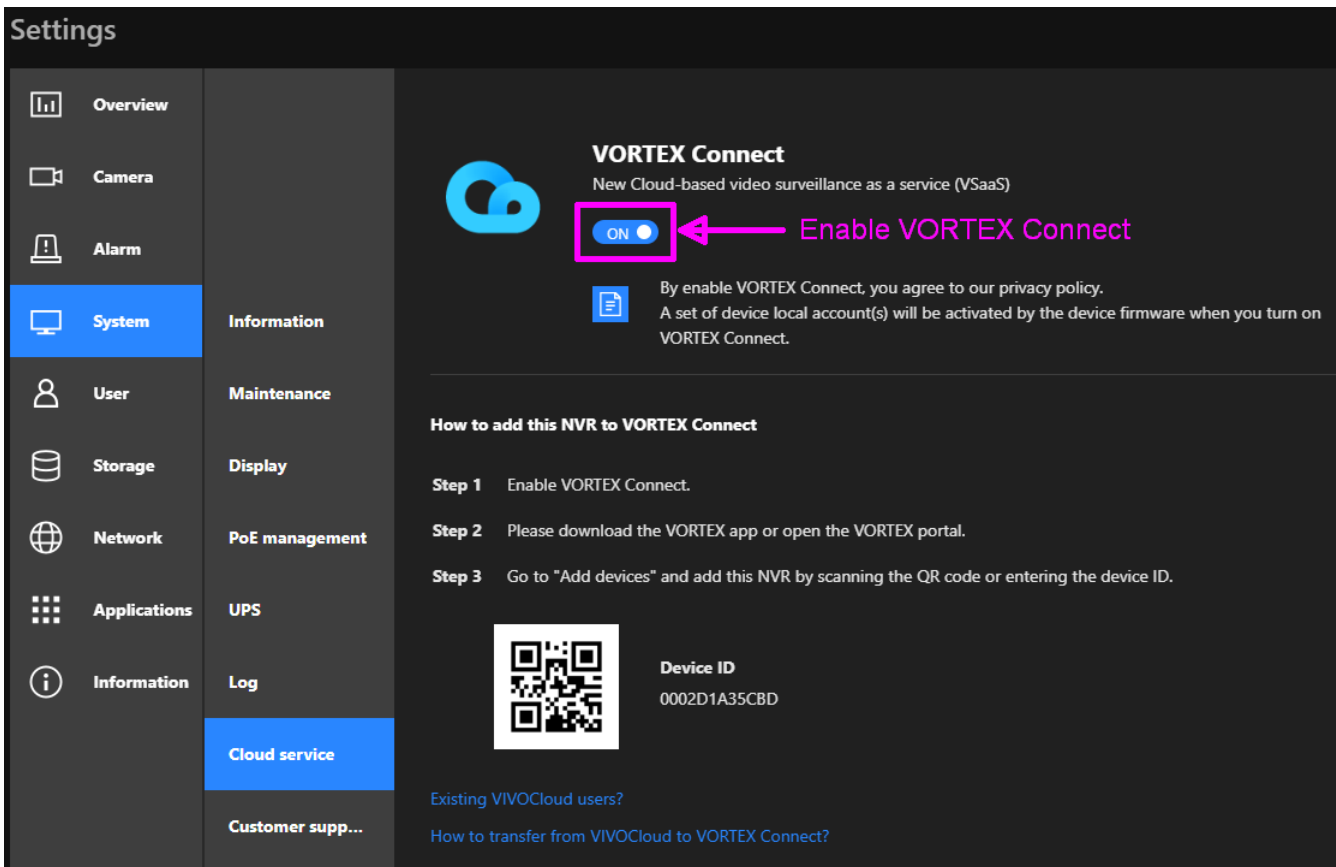 Settings
Overview
Camera
Alarm
System
User
Storage
Network
Applications
Information
Information
Maintenance
Display
PoE management
UPS
Log
Cloud service
Customer supp...
VORTEX Connect
New Cloud-based video surveillance as a service (VSaaS)
ON
Enable VORTEX Connect
By enable VORTEX Connect, you agree to our privacy policy.
A set of device local account(s) will be activated by the device firmware when you turn on
VORTEX Connect.
How to add this NVR to VORTEX Connect
Step 1 Enable VORTEX Connect.
Step 2 Please download the VORTEX app or open the VORTEX portal.
Step 3 Go to "Add devices" and add this NVR by scanning the QR code or entering the device ID.
Device ID
0002D1A35CBD
Existing VIVOCloud users?
How to transfer from VIVOCloud to VORTEX Connect?